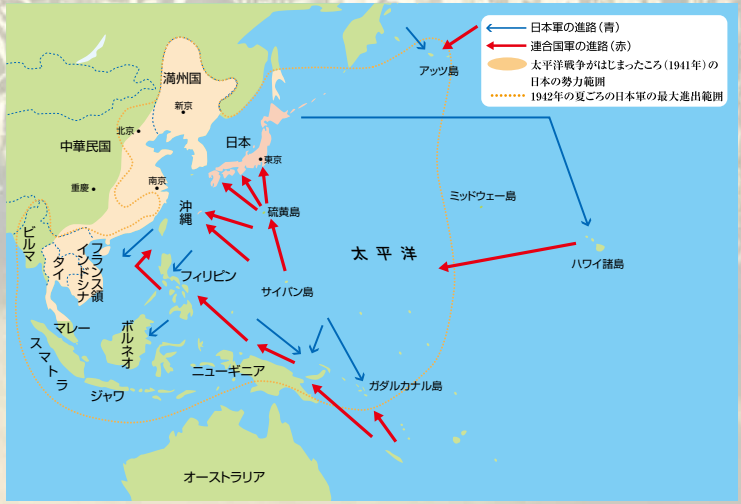 日本軍の進路（青）
連合国軍の進路（赤）
太平洋戦争がはじまったころ（1941年）の
日本の勢力範囲
1942年の夏ごろの日本軍の最大進出範囲
アッツ島
満州国
新京
北京
日本
中華民国
東京
重慶
南京
ミッドウェー島
沖縄
硫黄島
ビルマ
タイ
フランス領
インドシナ
太平洋
ハワイ諸島
フィリピン
サイパン島
マレー
ボルネオ
スマトラ
ニューギニア
ガダルカナル島
ジャワ
オーストラリア